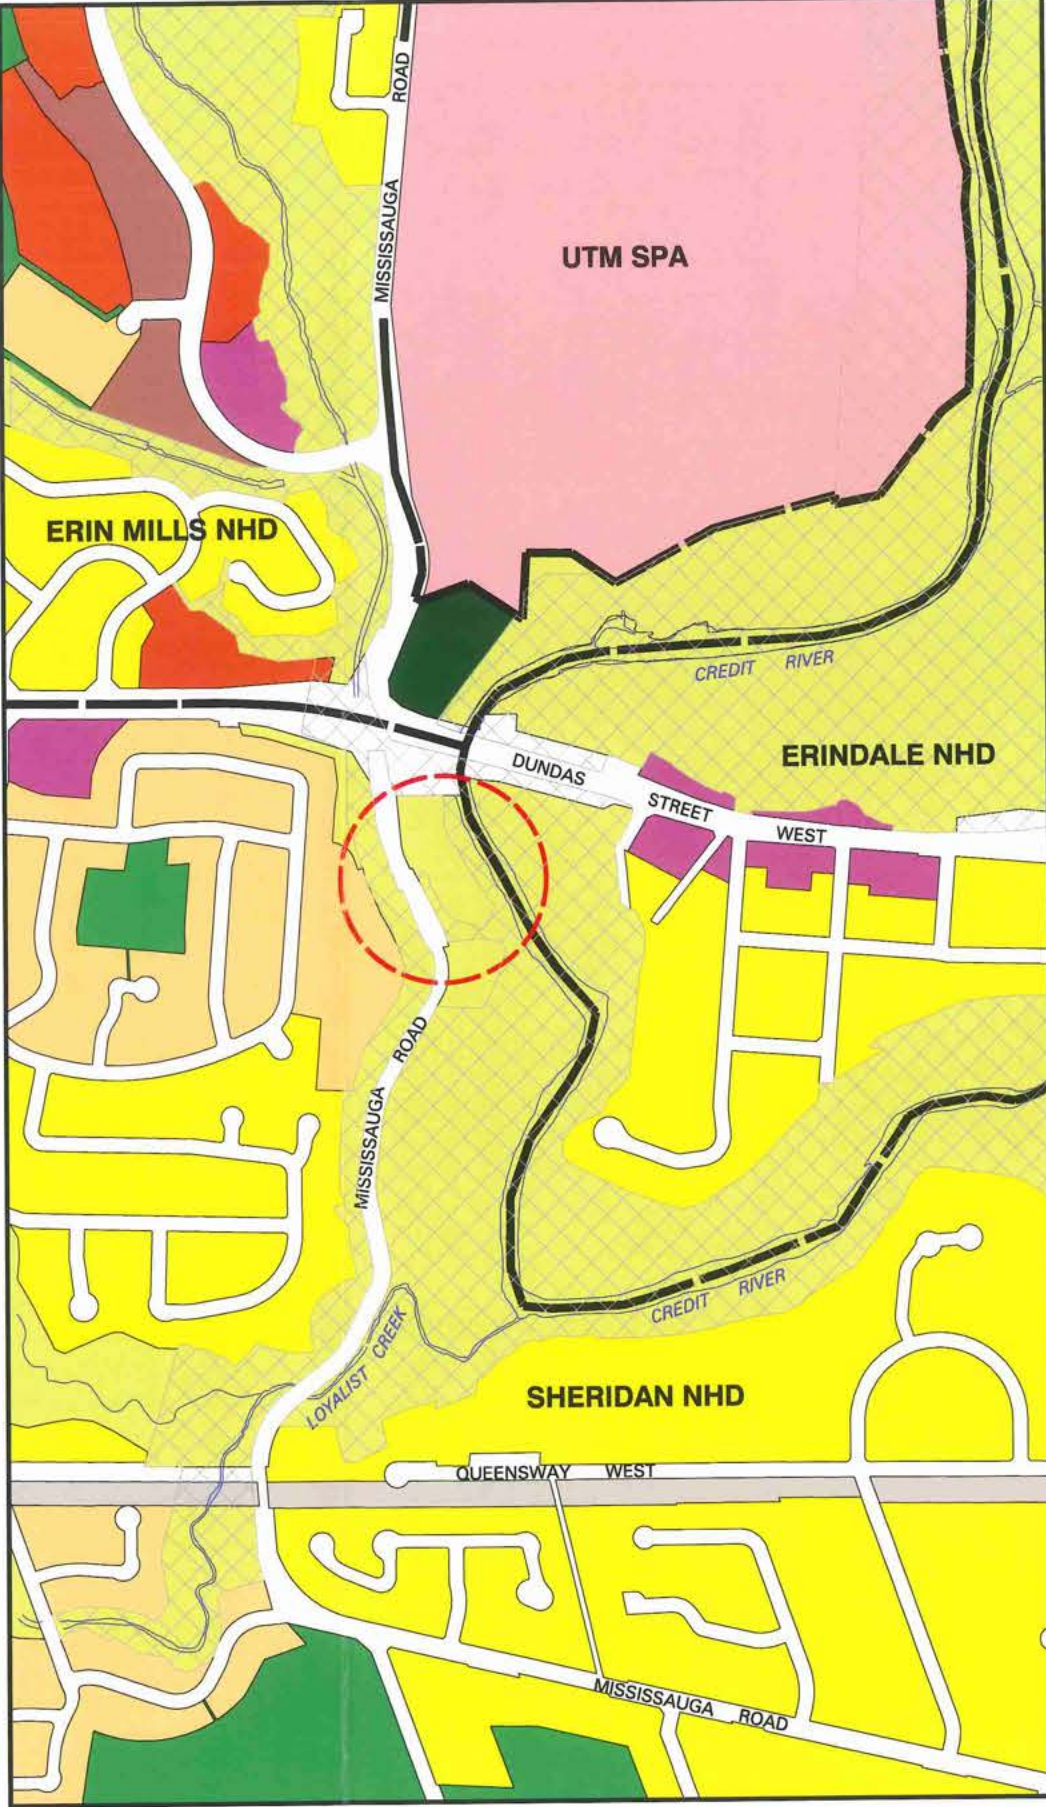 ROAD
MISSISSAUGA
UTM SPA
ERIN MILLS NHD
CREDIT RIVER
ERINDALE NHD
DUNDAS
STREET
WEST
ROAD
MISSISSAUGA
CREDIT RIVER
LOYALIST CREEK
SHERIDAN NHD
QUEENSWAY WEST
MISSISSAUGA ROAD